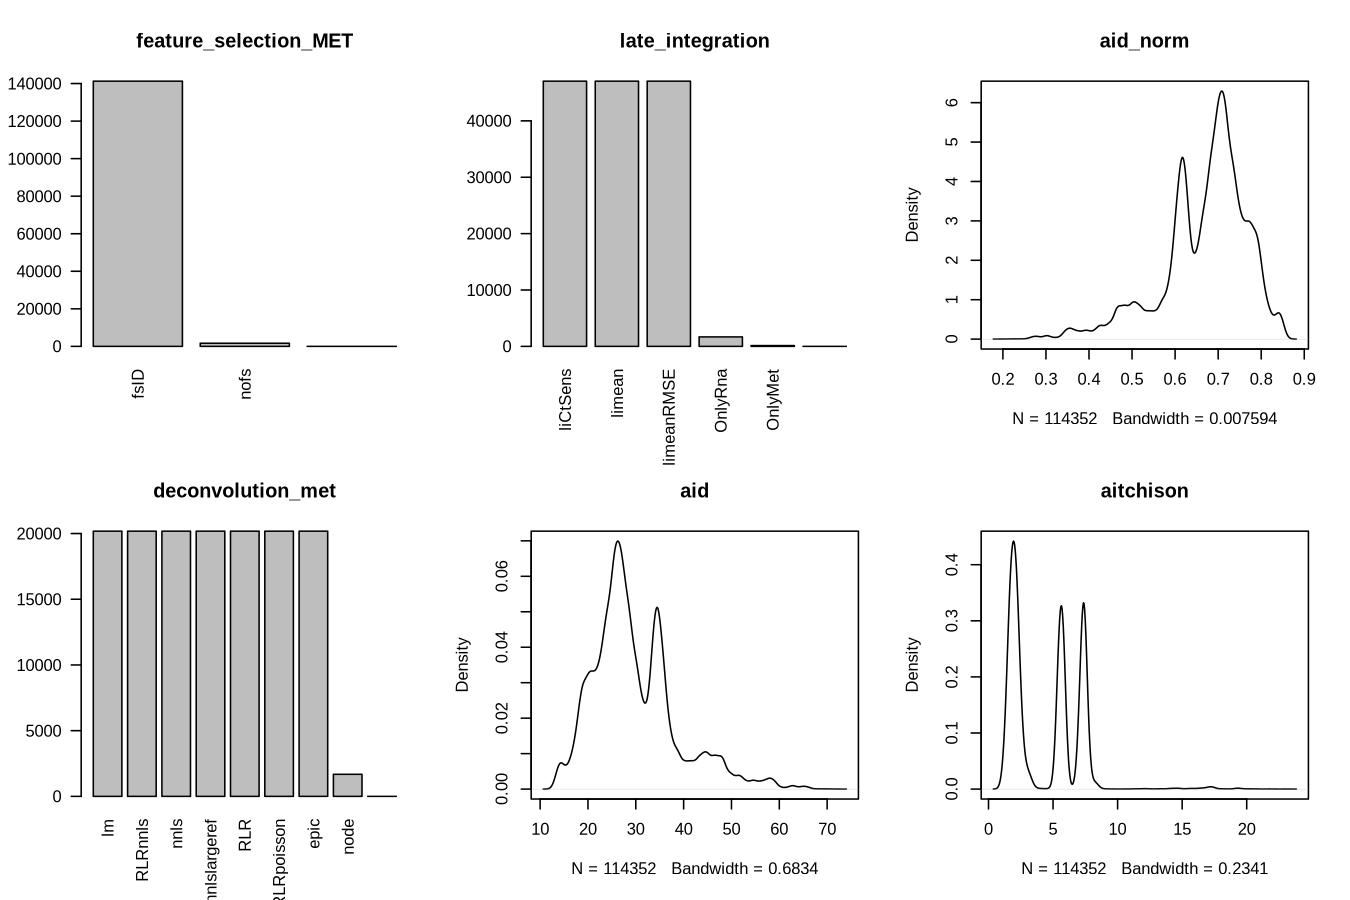 feature_selection_MET
140000
120000
100000
80000
60000
40000
20000
0
fsID
nofs
late_integration
40000
30000
20000
10000
0
liCtSens
limean
limeanRMSE
OnlyRna
OnlyMet
aid_norm
Density
6
5
4
3
2
1
0
0.2 0.3 0.4 0.5 0.6 0.7 0.8 0.9
N = 114352 Bandwidth = 0.007594
deconvolution_met
20000
15000
10000
5000
0
lm
RLRnnls
nnls
nnlslargeref
RLR
RLRpoisson
epic
node
aid
Density
0.06
0.04
0.02
0.00
10 20 30 40 50 60 70
N = 114352 Bandwidth = 0.6834
aitchison
Density
0.4
0.3
0.2
0.1
0.0
0 5 10 15 20
N = 114352 Bandwidth = 0.2341